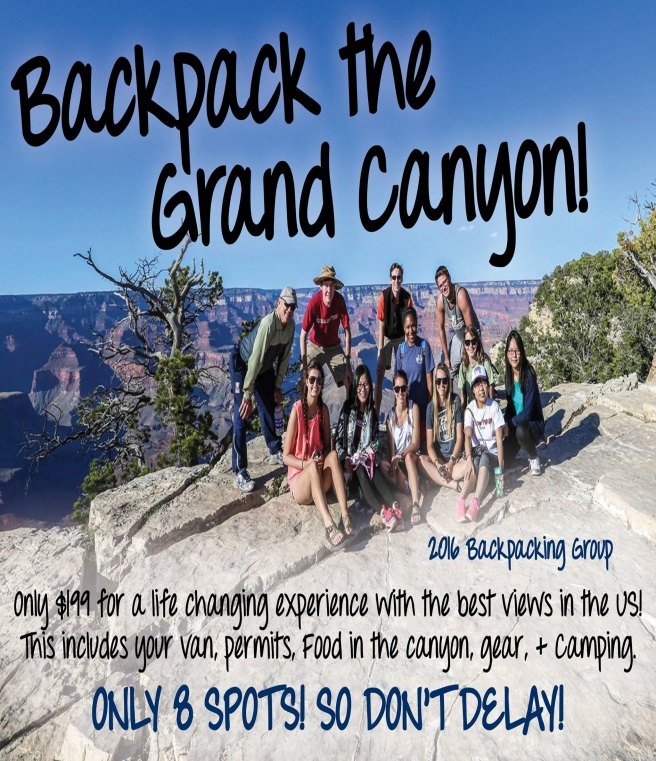 Backpack the
Grand Canyon!
2016 Backpacking Group
Only $199 for a life changing experience with the best views in the US!
This includes your van, permits, Food in the canyon, gear, + Camping.
ONLY 8 SPOTS! SO DON'T DELAY!